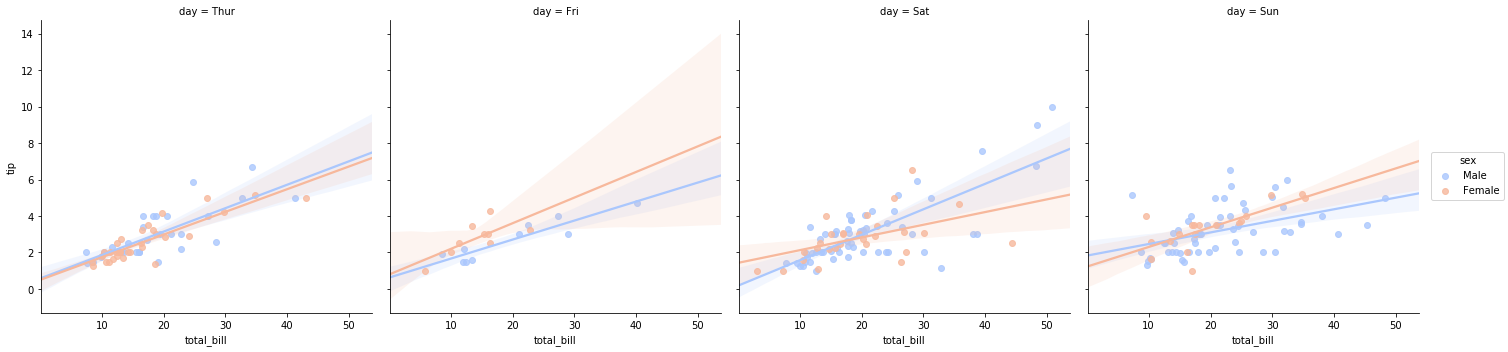 day = Thur
day = Fri
day = Sat
day = Sun
tip
14
12
10
8
6
4
2
0
10 20 30 40 50
10 20 30 40 50
10 20 30 40 50
10 20 30 40 50
total_bill
total_bill
total_bill
total_bill
sex
Male
Female